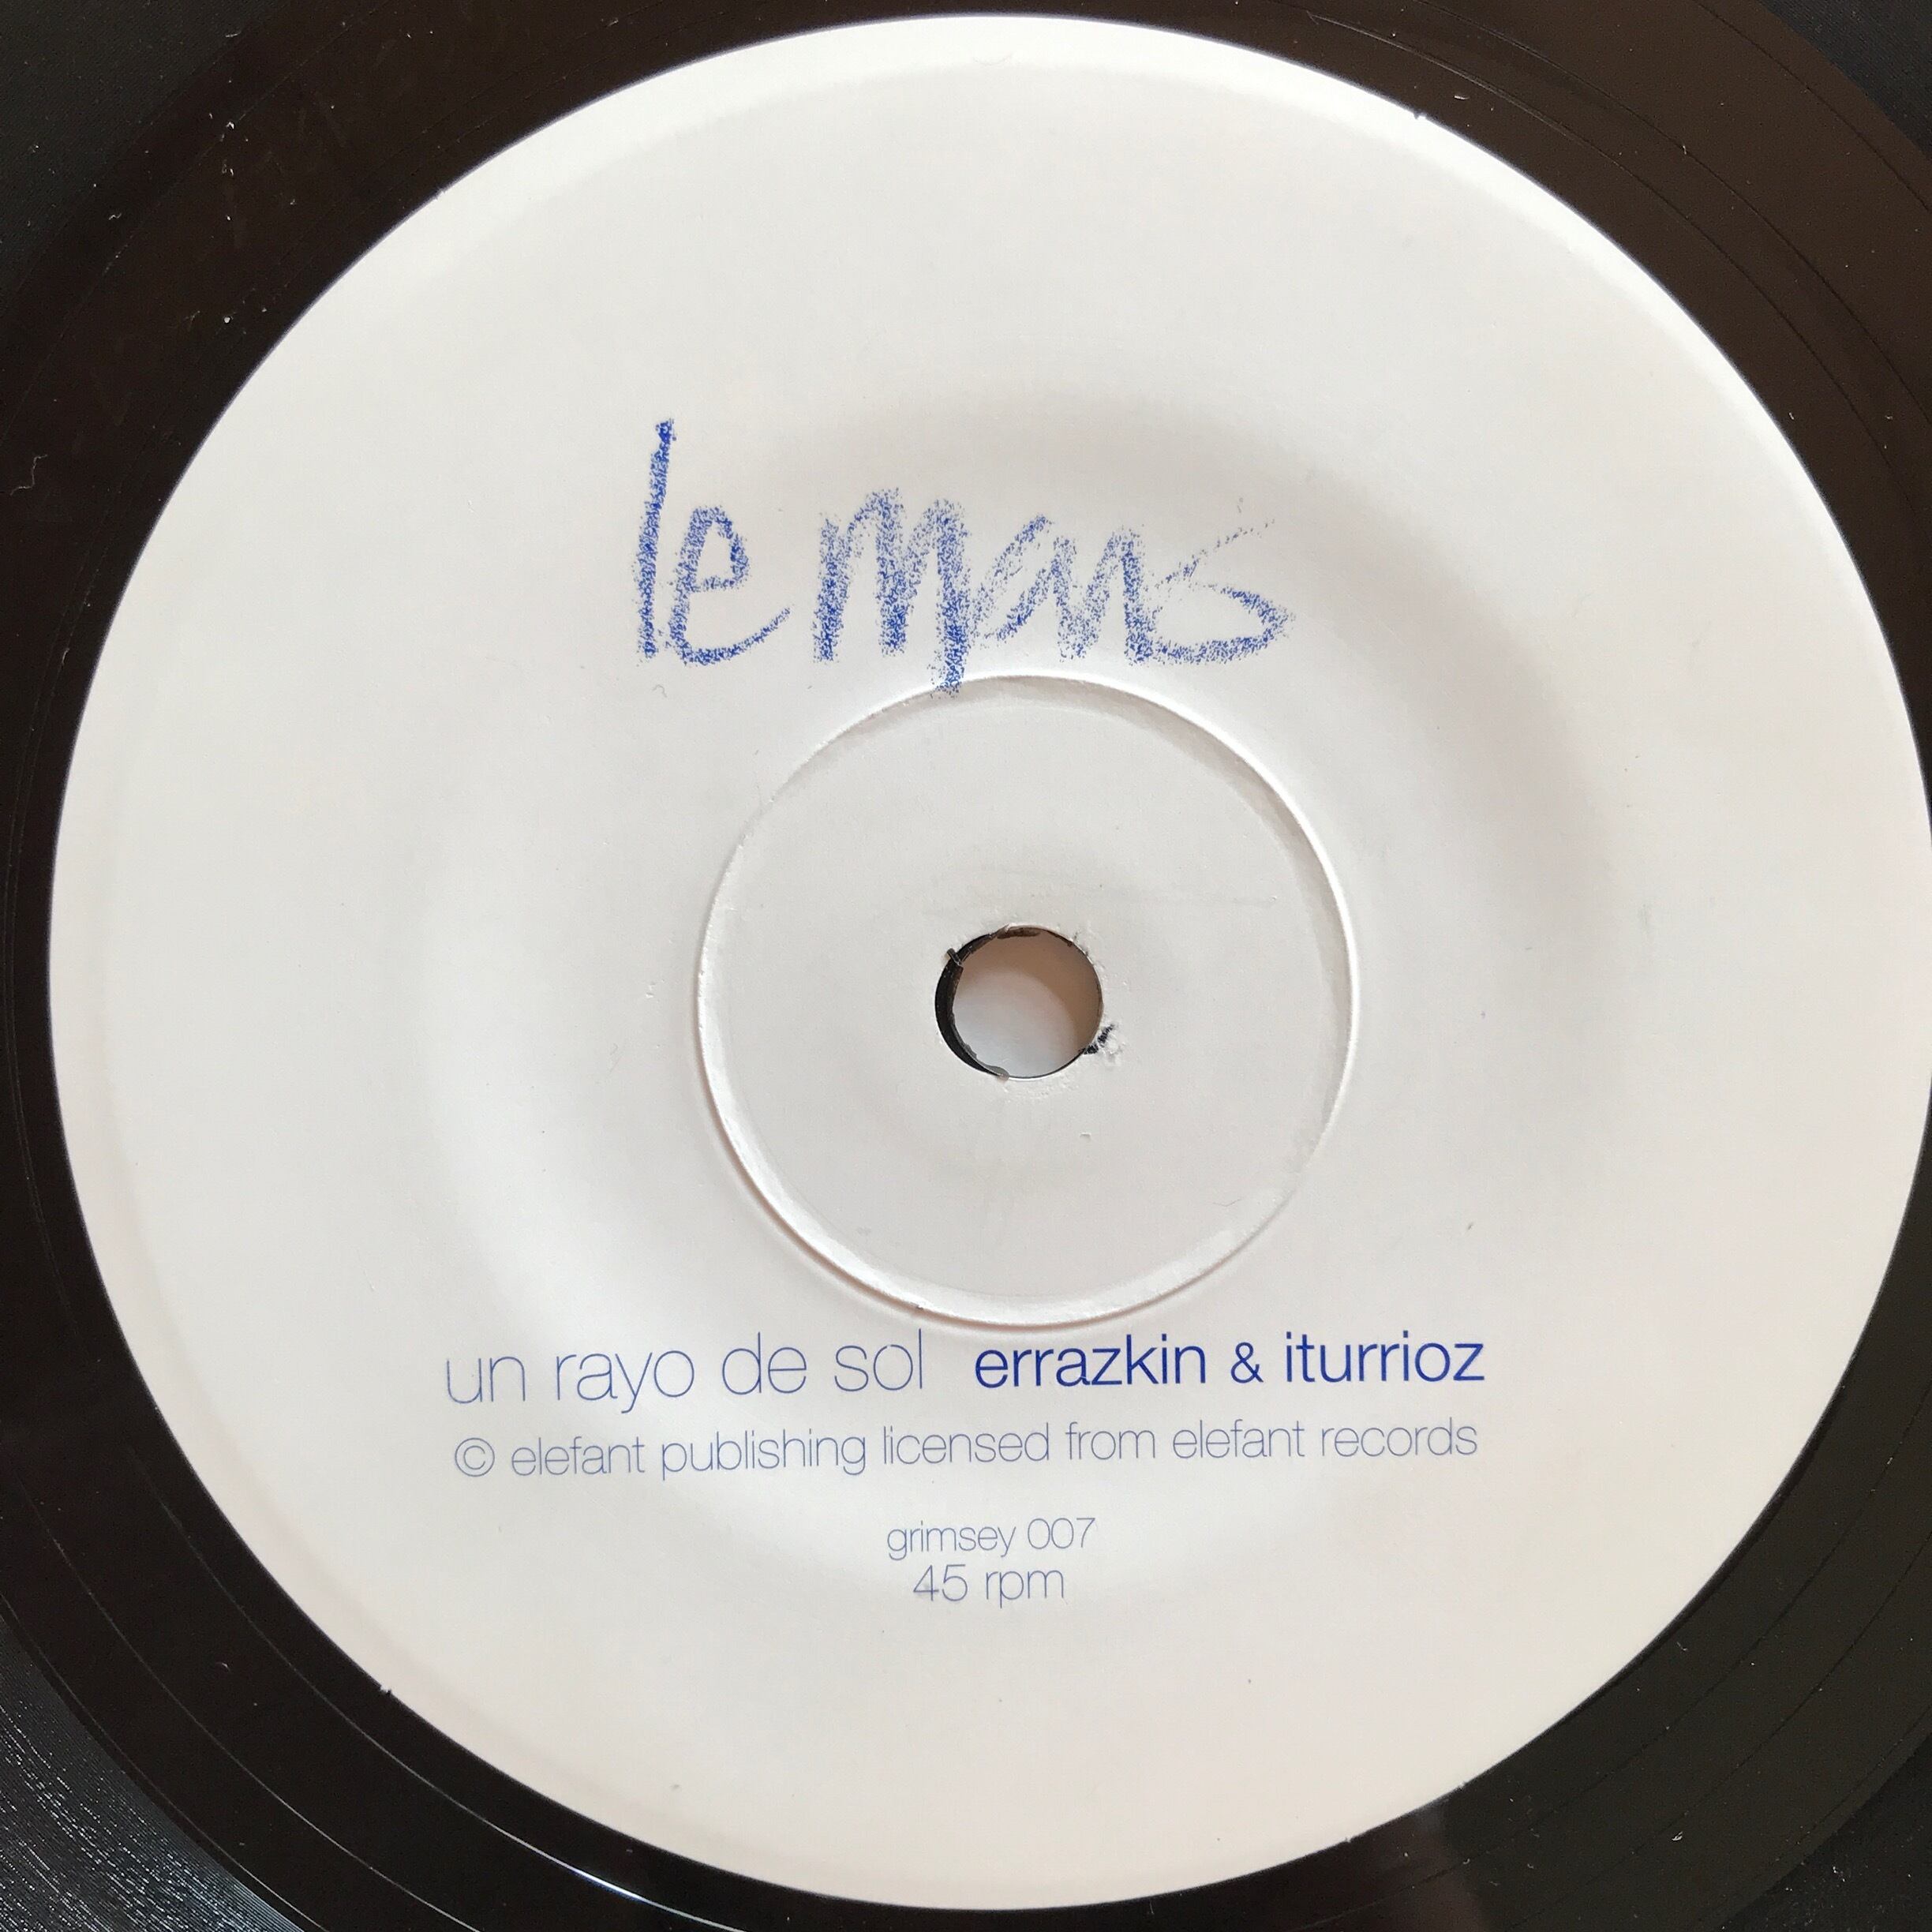 le mans
un rayo de sol errazkin & iturrioz
© elefant publishing licensed from elefant records
grimsey 007
45 rpm